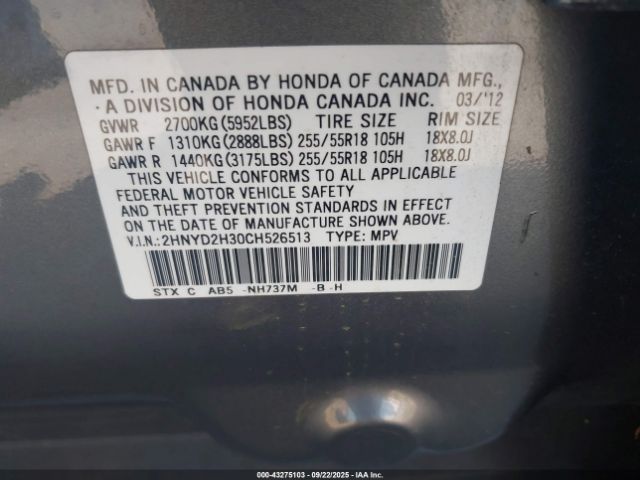 MFD. IN CANADA BY HONDA OF CANADA MFG.,
A DIVISION OF HONDA CANADA INC. 03/'12
GVWR 2700KG(5952LBS) TIRE SIZE RIM SIZE
GAWR F 1310KG(2888LBS) 255/55R18 105H 18X8.0J
GAWR R 1440KG(3175LBS) 255/55R18 105H 18X8.0J
THIS VEHICLE CONFORMS TO ALL APPLICABLE
FEDERAL MOTOR VEHICLE SAFETY
AND THEFT PREVENTION STANDARDS IN EFFECT
ON THE DATE OF MANUFACTURE SHOWN ABOVE.
V.I.N.: 2HNYD2H30CH526513 TYPE: MPV
STX C AB5 -NH737M -B -H
000-43275103 - 09/22/2025 - IAA Inc.